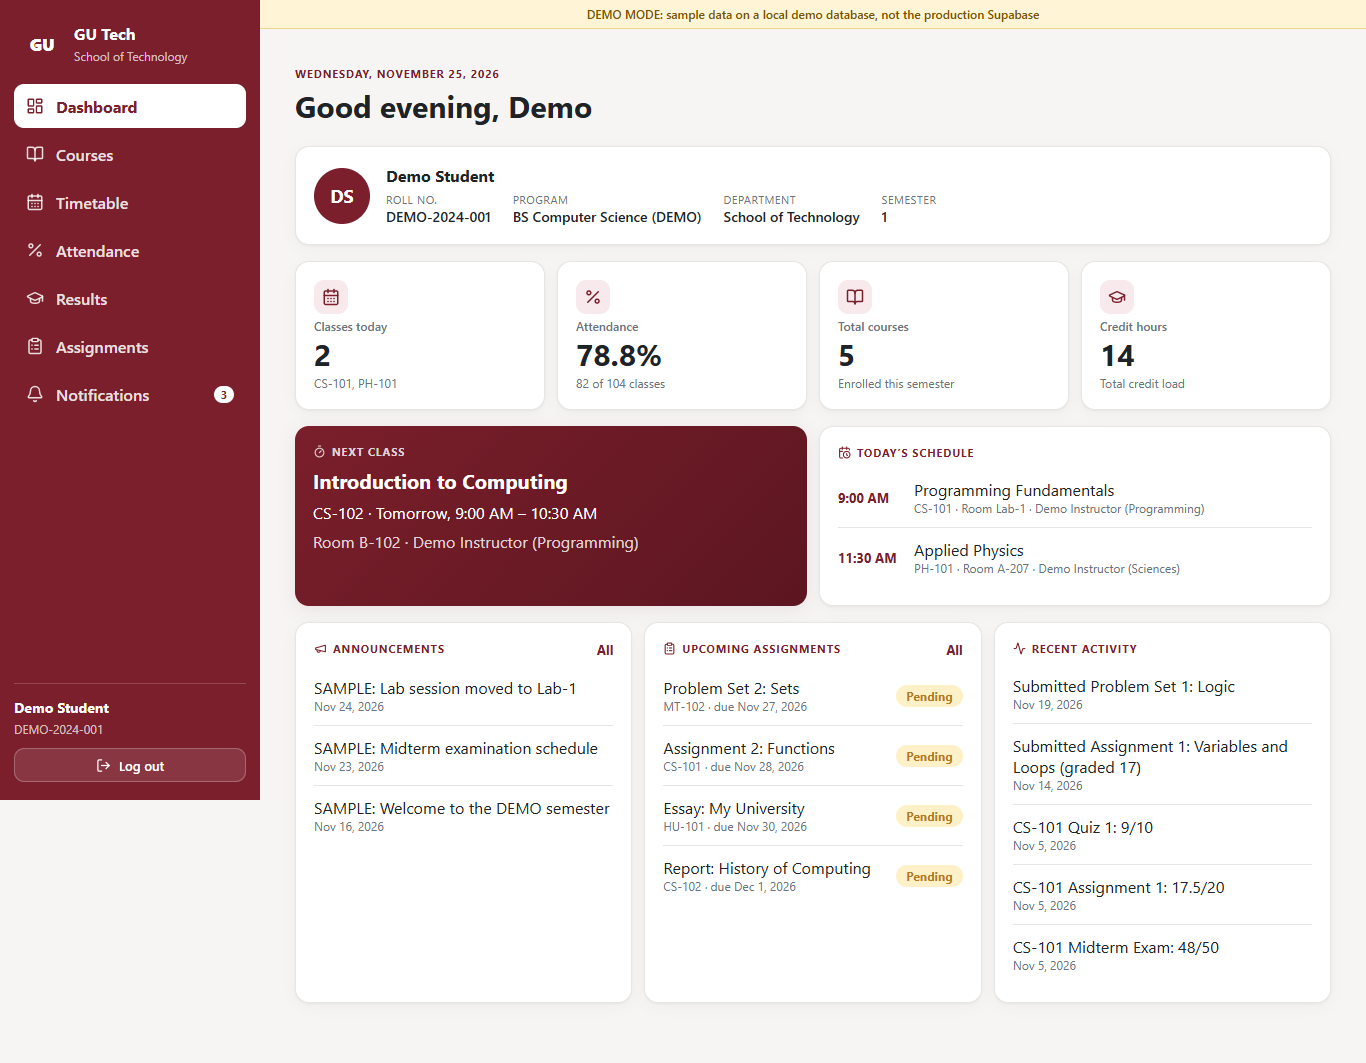 DEMO MODE: sample data on a local demo database, not the production Supabase
GU
GU Tech
School of Technology
Dashboard
Courses
Timetable
Attendance
Results
Assignments
Notifications
3
Demo Student
DEMO-2024-001
Log out
WEDNESDAY, NOVEMBER 25, 2026
Good evening, Demo
DS
Demo Student
ROLL NO.
DEMO-2024-001
PROGRAM
BS Computer Science (DEMO)
DEPARTMENT
School of Technology
SEMESTER
1
Classes today
2
CS-101, PH-101
Attendance
78.8%
82 of 104 classes
Total courses
5
Enrolled this semester
Credit hours
14
Total credit load
NEXT CLASS
Introduction to Computing
CS-102 · Tomorrow, 9:00 AM – 10:30 AM
Room B-102 · Demo Instructor (Programming)
TODAY’S SCHEDULE
9:00 AM
Programming Fundamentals
CS-101 · Room Lab-1 · Demo Instructor (Programming)
11:30 AM
Applied Physics
PH-101 · Room A-207 · Demo Instructor (Sciences)
ANNOUNCEMENTS
All
SAMPLE: Lab session moved to Lab-1
Nov 24, 2026
SAMPLE: Midterm examination schedule
Nov 23, 2026
SAMPLE: Welcome to the DEMO semester
Nov 16, 2026
UPCOMING ASSIGNMENTS
All
Problem Set 2: Sets
MT-102 · due Nov 27, 2026
Pending
Assignment 2: Functions
CS-101 · due Nov 28, 2026
Pending
Essay: My University
HU-101 · due Nov 30, 2026
Pending
Report: History of Computing
CS-102 · due Dec 1, 2026
Pending
RECENT ACTIVITY
Submitted Problem Set 1: Logic
Nov 19, 2026
Submitted Assignment 1: Variables and
Loops (graded 17)
Nov 14, 2026
CS-101 Quiz 1: 9/10
Nov 5, 2026
CS-101 Assignment 1: 17.5/20
Nov 5, 2026
CS-101 Midterm Exam: 48/50
Nov 5, 2026